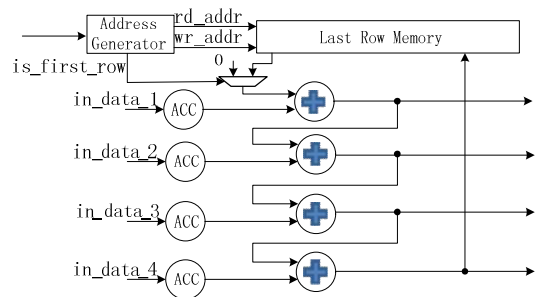 Address
Generator
rd_addr
wr_addr
Last Row Memory
is_first_row
0
in_data_1
ACC
in_data_2
ACC
in_data_3
ACC
in_data_4
ACC